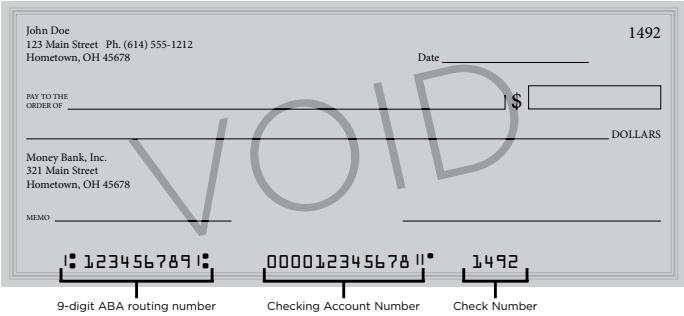 John Doe
123 Main Street Ph. (614) 555-1212
Hometown, OH 45678
1492
Date
PAY TO THE
ORDER OF
$
DOLLARS
VOID
Money Bank, Inc.
321 Main Street
Hometown, OH 45678
MEMO
⑆1234567891⑆ 000012345678⑈ 1492
9-digit ABA routing number Checking Account Number Check Number